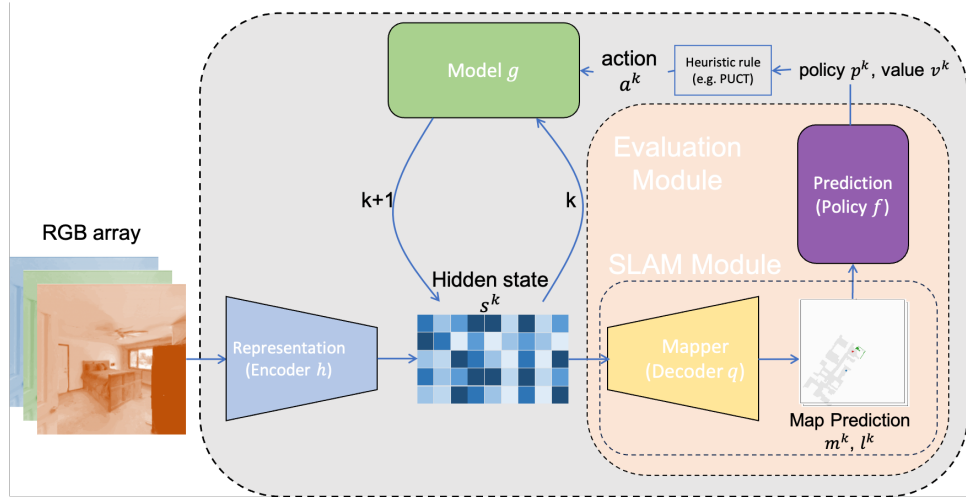 Model g
action
a^k
Heuristic rule
(e.g. PUCT)
policy p^k, value v^k
Evaluation
Module
Prediction
(Policy f)
k+1
k
RGB array
Hidden state
s^k
SLAM Module
Representation
(Encoder h)
Mapper
(Decoder q)
Map Prediction
m^k, l^k